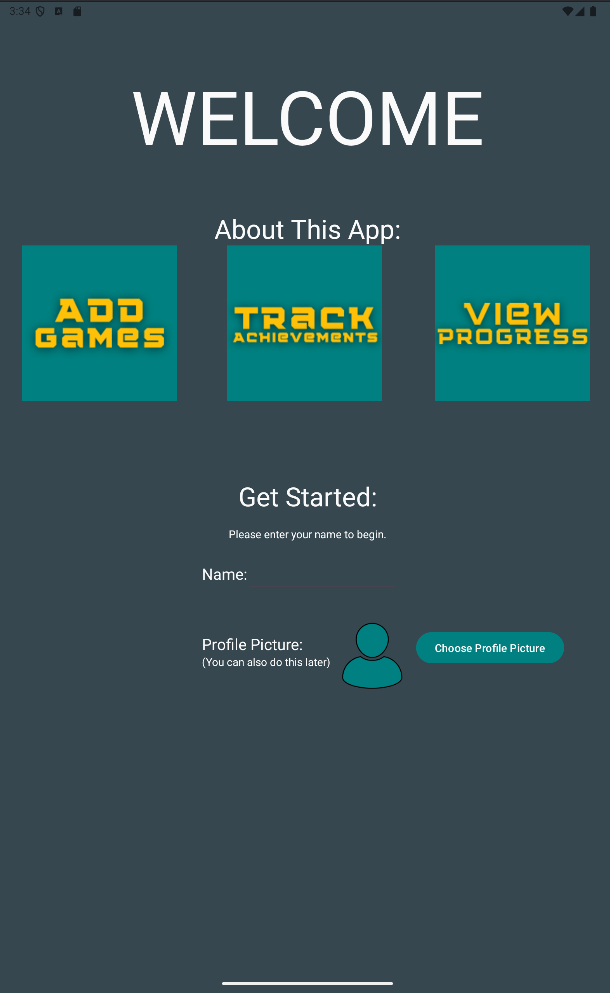 3:34
WELCOME
About This App:
ADD
GAMES
TRACK
ACHIEVEMENTS
VIEW
PROGRESS
Get Started:
Please enter your name to begin.
Name:
Profile Picture:
(You can also do this later)
Choose Profile Picture